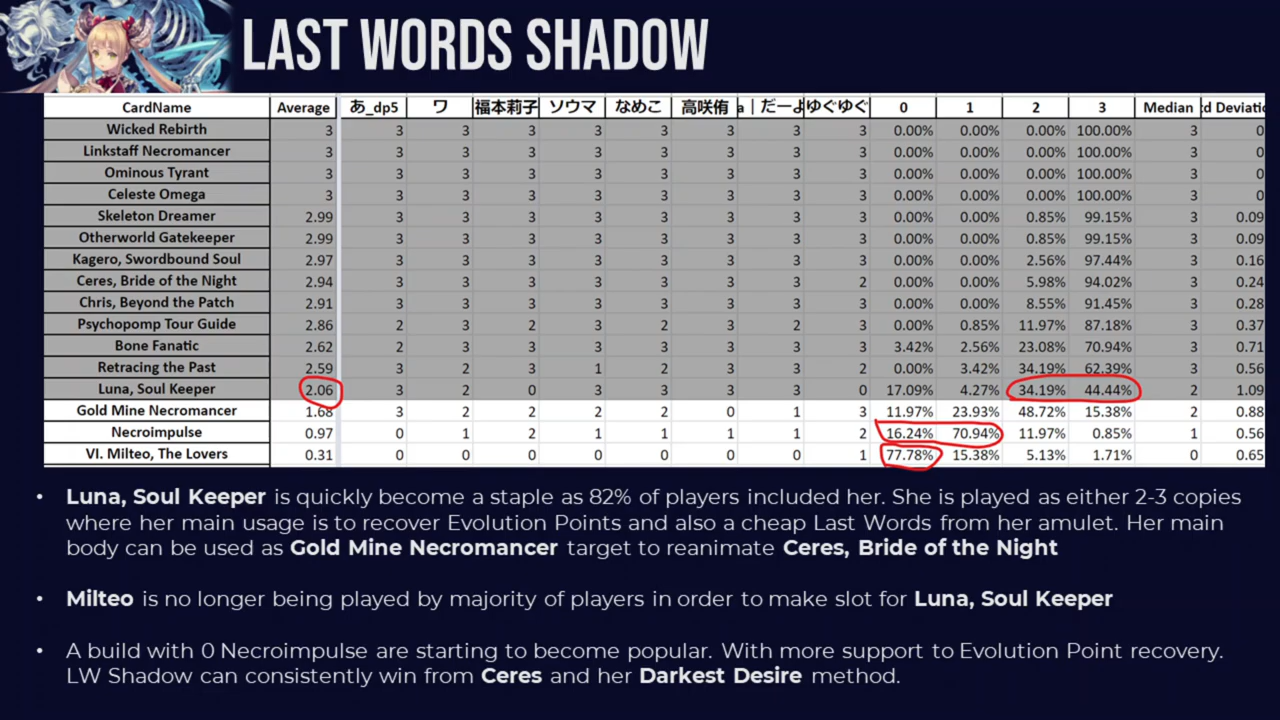 LAST WORDS SHADOW
CardName Average あ_dp5 ワ 福本莉子 ソウマ なめこ 高咲侑 a｜だーよ ゆぐゆぐ 0 1 2 3 Median :d Deviatic
Wicked Rebirth 3 3 3 3 3 3 3 3 3 0.00% 0.00% 0.00% 100.00% 3 0
Linkstaff Necromancer 3 3 3 3 3 3 3 3 3 0.00% 0.00% 0.00% 100.00% 3 0
Ominous Tyrant 3 3 3 3 3 3 3 3 3 0.00% 0.00% 0.00% 100.00% 3 0
Celeste Omega 3 3 3 3 3 3 3 3 3 0.00% 0.00% 0.00% 100.00% 3 0
Skeleton Dreamer 2.99 3 3 3 3 3 3 3 3 0.00% 0.00% 0.85% 99.15% 3 0.09
Otherworld Gatekeeper 2.99 3 3 3 3 3 3 3 3 0.00% 0.00% 0.85% 99.15% 3 0.09
Kagero, Swordbound Soul 2.97 3 3 3 3 3 3 3 3 0.00% 0.00% 2.56% 97.44% 3 0.16
Ceres, Bride of the Night 2.94 3 3 3 3 3 3 3 2 0.00% 0.00% 5.98% 94.02% 3 0.24
Chris, Beyond the Patch 2.91 3 3 3 3 3 3 3 3 0.00% 0.00% 8.55% 91.45% 3 0.28
Psychopomp Tour Guide 2.86 2 3 2 3 2 3 2 3 0.00% 0.85% 11.97% 87.18% 3 0.37
Bone Fanatic 2.62 2 3 3 3 3 3 3 3 3.42% 2.56% 23.08% 70.94% 3 0.71
Retracing the Past 2.59 3 2 3 1 2 3 3 3 0.00% 3.42% 34.19% 62.39% 3 0.56
Luna, Soul Keeper 2.06 3 2 0 3 3 3 3 0 17.09% 4.27% 34.19% 44.44% 2 1.09
Gold Mine Necromancer 1.68 3 2 2 2 2 0 1 3 11.97% 23.93% 48.72% 15.38% 2 0.88
Necroimpulse 0.97 0 1 2 1 1 1 1 2 16.24% 70.94% 11.97% 0.85% 1 0.56
VI. Milteo, The Lovers 0.31 0 0 0 0 0 0 0 1 77.78% 15.38% 5.13% 1.71% 0 0.65
• Luna, Soul Keeper is quickly become a staple as 82% of players included her. She is played as either 2-3 copies
where her main usage is to recover Evolution Points and also a cheap Last Words from her amulet. Her main
body can be used as Gold Mine Necromancer target to reanimate Ceres, Bride of the Night
• Milteo is no longer being played by majority of players in order to make slot for Luna, Soul Keeper
• A build with 0 Necroimpulse are starting to become popular. With more support to Evolution Point recovery.
LW Shadow can consistently win from Ceres and her Darkest Desire method.